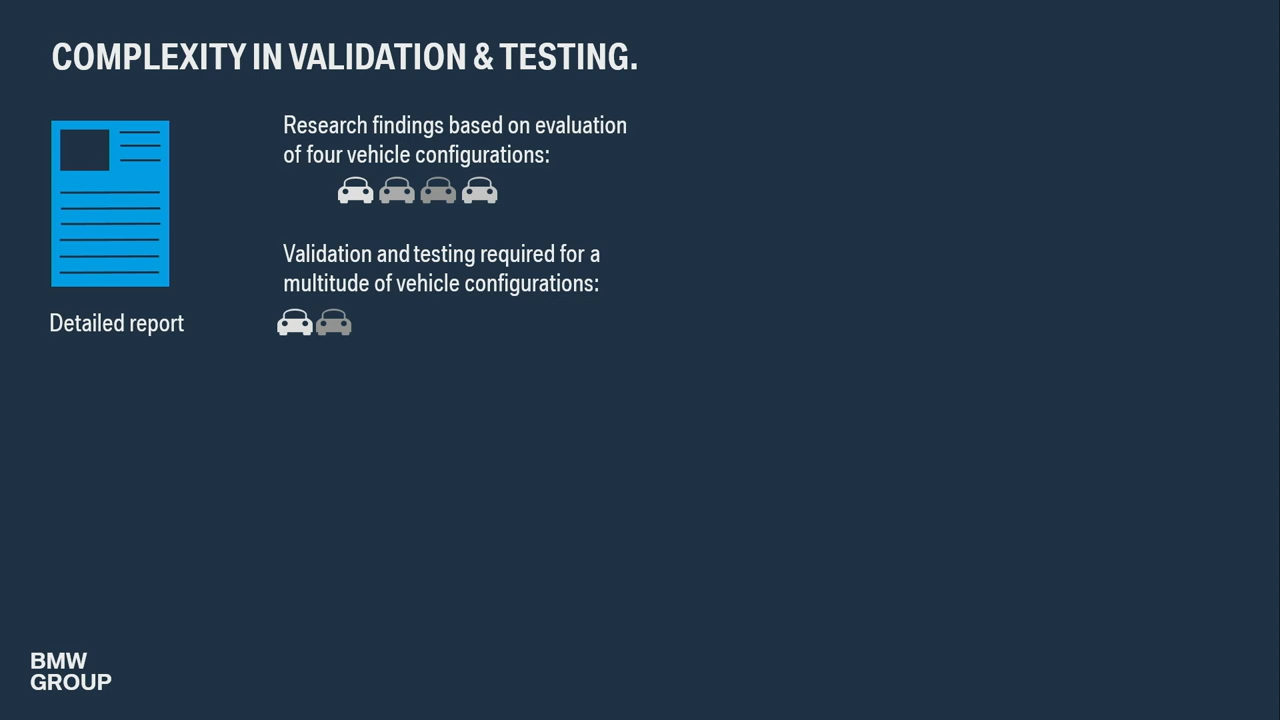 COMPLEXITY IN VALIDATION & TESTING.
Research findings based on evaluation
of four vehicle configurations:
Validation and testing required for a
multitude of vehicle configurations:
Detailed report
BMW
GROUP